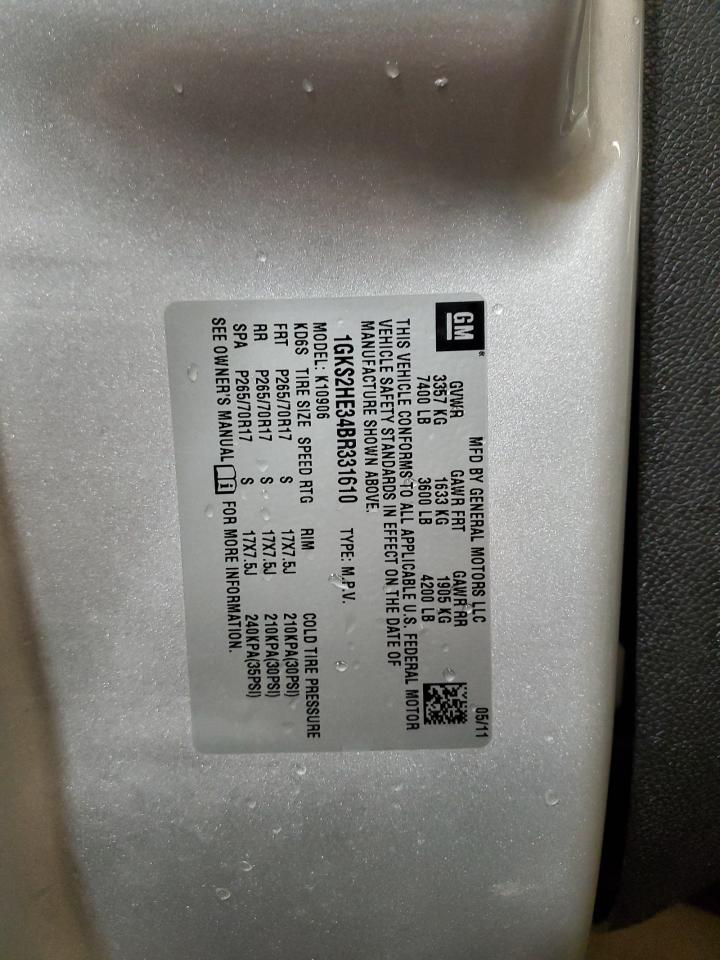 GM ®
MFD BY GENERAL MOTORS LLC 05/11
GVWR GAWR FRT GAWR RR
3357 KG 1633 KG 1905 KG
7400 LB 3600 LB 4200 LB
THIS VEHICLE CONFORMS TO ALL APPLICABLE U.S. FEDERAL MOTOR
VEHICLE SAFETY STANDARDS IN EFFECT ON THE DATE OF
MANUFACTURE SHOWN ABOVE.
1GKS2HE34BR331610 TYPE: M.P.V.
MODEL: K10906
KD6S TIRE SIZE SPEED RTG RIM COLD TIRE PRESSURE
FRT P265/70R17 S 17X7.5J 210KPA(30PSI)
RR P265/70R17 S 17X7.5J 210KPA(30PSI)
SPA P265/70R17 S 17X7.5J 240KPA(35PSI)
SEE OWNER'S MANUAL i FOR MORE INFORMATION.